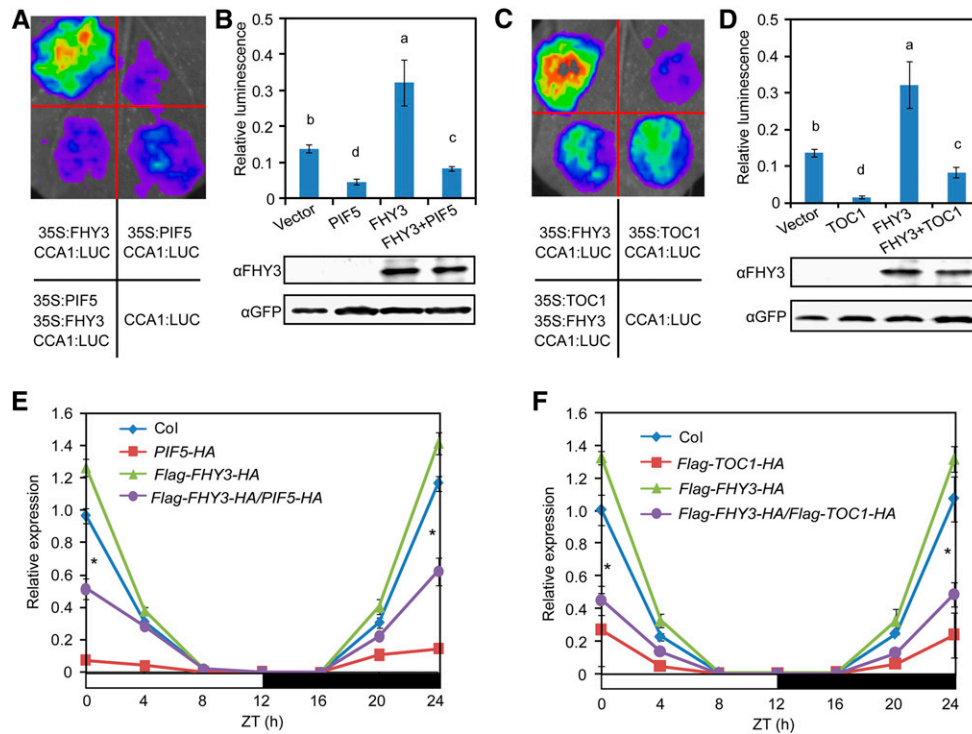 A
35S:FHY3
CCA1:LUC
35S:PIF5
CCA1:LUC
35S:PIF5
35S:FHY3
CCA1:LUC
CCA1:LUC
B
Relative luminescence
0.5
0.4
0.3
0.2
0.1
0
b
d
a
c
Vector
PIF5
FHY3
FHY3+PIF5
αFHY3
αGFP
C
35S:FHY3
CCA1:LUC
35S:TOC1
CCA1:LUC
35S:TOC1
35S:FHY3
CCA1:LUC
CCA1:LUC
D
Relative luminescence
0.5
0.4
0.3
0.2
0.1
0
b
d
a
c
Vector
TOC1
FHY3
FHY3+TOC1
αFHY3
αGFP
E
Relative expression
1.6
1.4
1.2
1.0
0.8
0.6
0.4
0.2
0
Col
PIF5-HA
Flag-FHY3-HA
Flag-FHY3-HA/PIF5-HA
*
*
0 4 8 12 16 20 24
ZT (h)
F
Relative expression
1.6
1.4
1.2
1.0
0.8
0.6
0.4
0.2
0
Col
Flag-TOC1-HA
Flag-FHY3-HA
Flag-FHY3-HA/Flag-TOC1-HA
*
*
0 4 8 12 16 20 24
ZT (h)